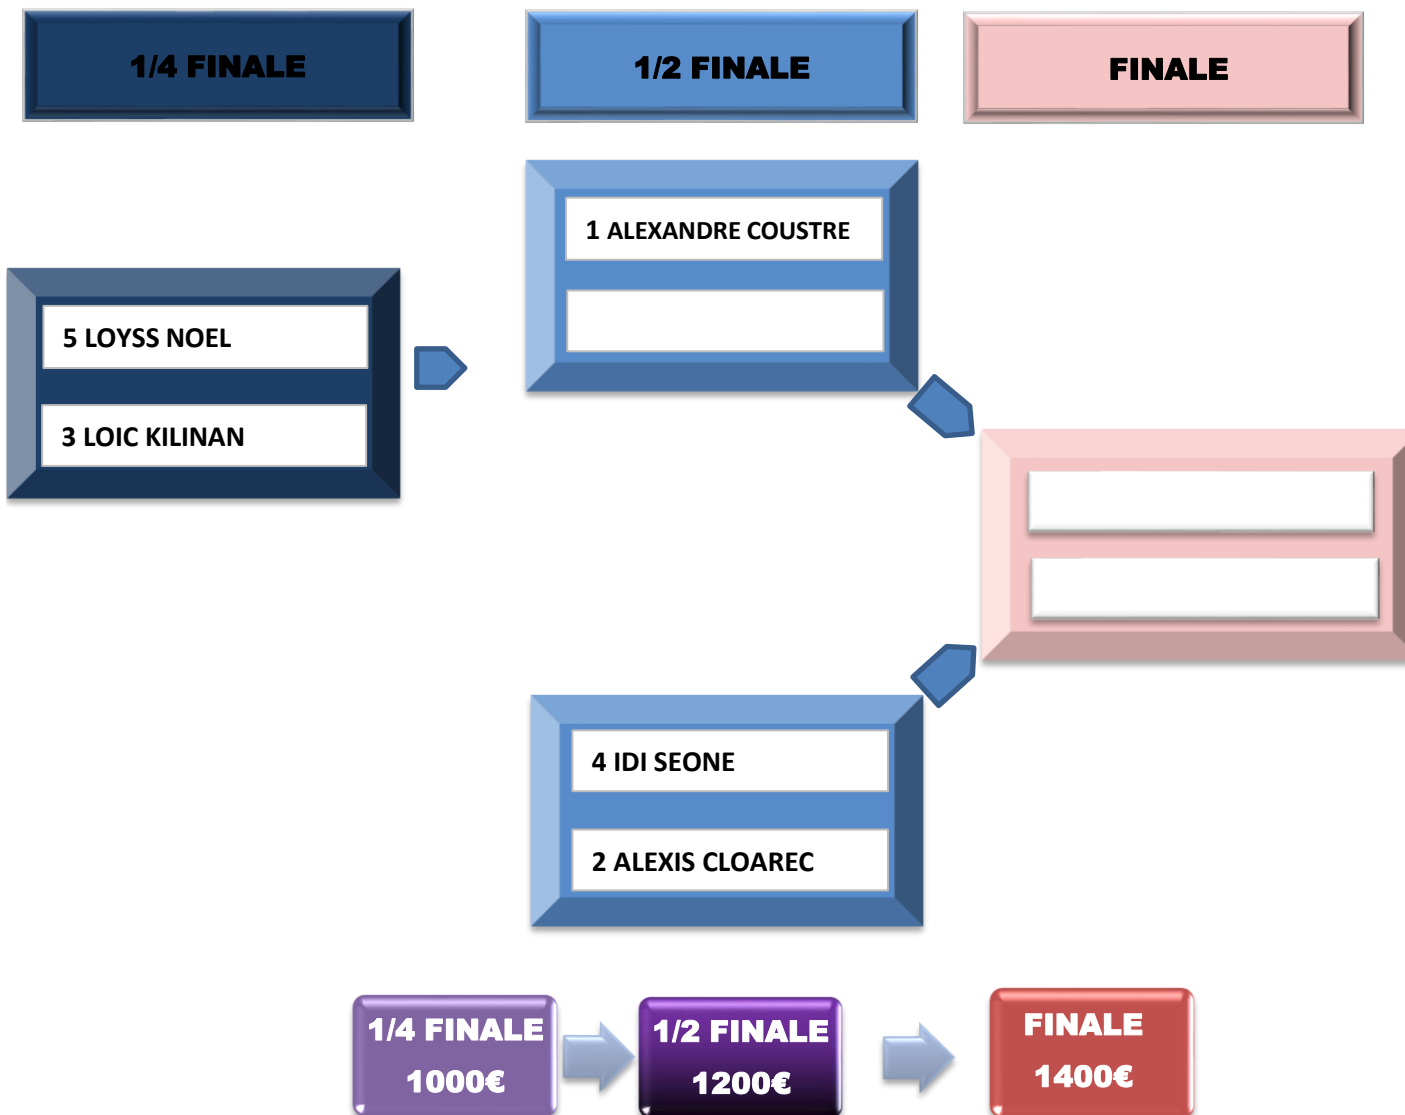 1/4 FINALE
1/2 FINALE
FINALE
1 ALEXANDRE COUSTRE
5 LOYSS NOEL
3 LOIC KILINAN
4 IDI SEONE
2 ALEXIS CLOAREC
1/4 FINALE
1000€
1/2 FINALE
1200€
FINALE
1400€